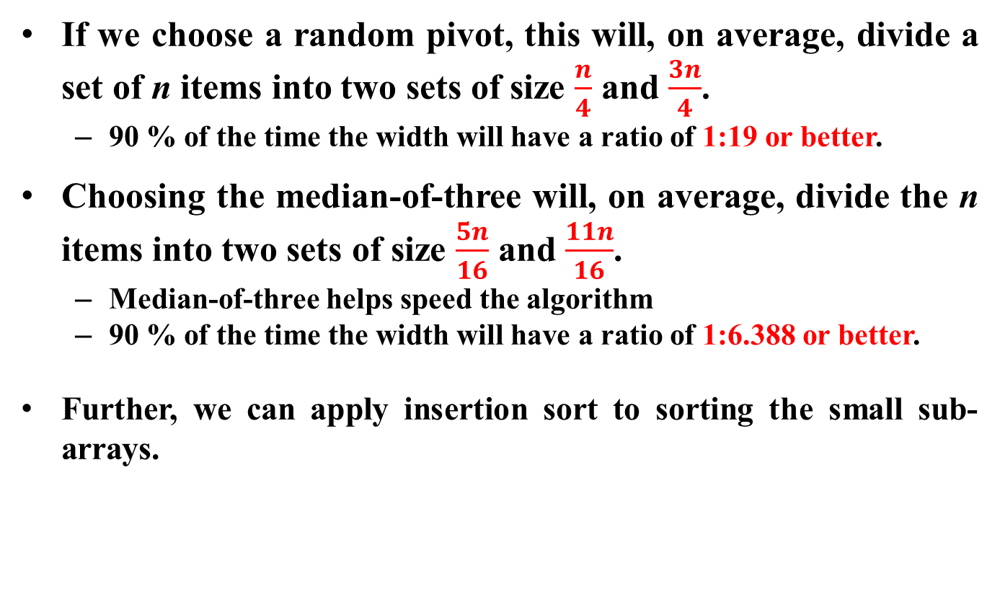 • If we choose a random pivot, this will, on average, divide a
set of n items into two sets of size n/4 and 3n/4.
– 90 % of the time the width will have a ratio of 1:19 or better.
• Choosing the median-of-three will, on average, divide the n
items into two sets of size 5n/16 and 11n/16.
– Median-of-three helps speed the algorithm
– 90 % of the time the width will have a ratio of 1:6.388 or better.
• Further, we can apply insertion sort to sorting the small sub-
arrays.